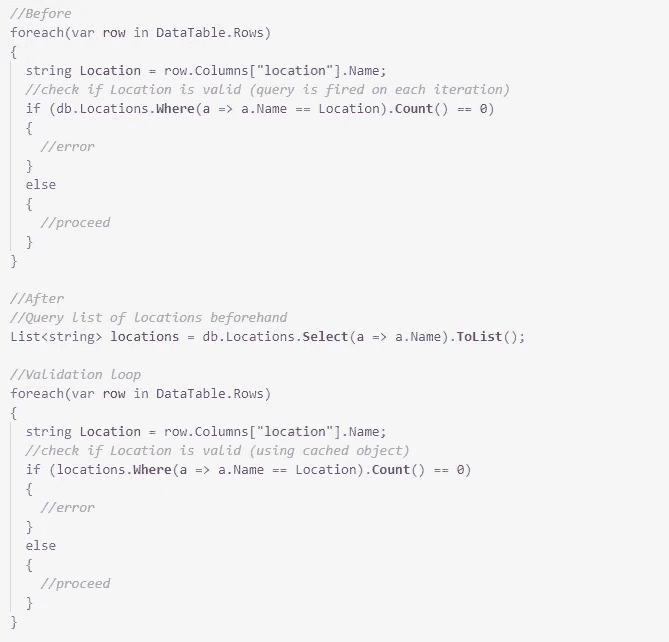 //Before
foreach(var row in DataTable.Rows)
{
  string Location = row.Columns["location"].Name;
  //check if Location is valid (query is fired on each iteration)
  if (db.Locations.Where(a => a.Name == Location).Count() == 0)
  {
    //error
  }
  else
  {
    //proceed
  }
}

//After
//Query list of locations beforehand
List<string> locations = db.Locations.Select(a => a.Name).ToList();

//Validation loop
foreach(var row in DataTable.Rows)
{
  string Location = row.Columns["location"].Name;
  //check if Location is valid (using cached object)
  if (locations.Where(a => a.Name == Location).Count() == 0)
  {
    //error
  }
  else
  {
    //proceed
  }
}